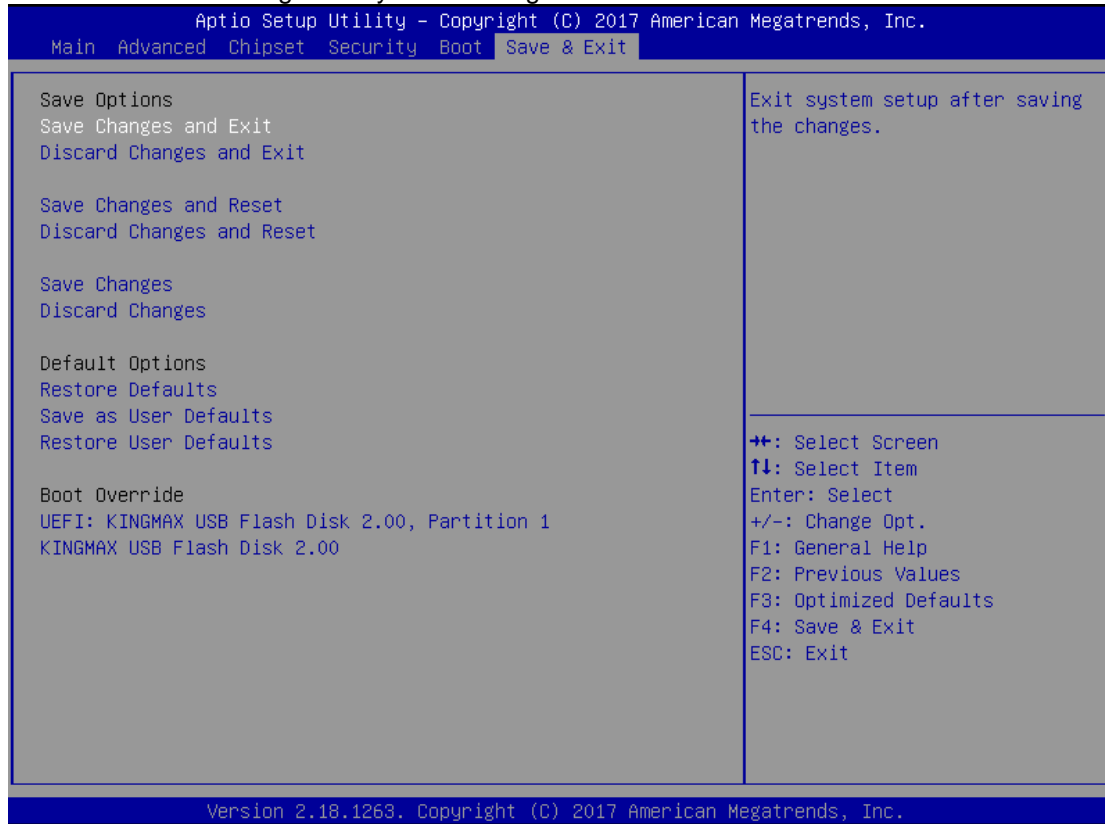 Aptio Setup Utility – Copyright (C) 2017 American Megatrends, Inc.
Main Advanced Chipset Security Boot Save & Exit
Save Options
Save Changes and Exit
Discard Changes and Exit
Save Changes and Reset
Discard Changes and Reset
Save Changes
Discard Changes
Default Options
Restore Defaults
Save as User Defaults
Restore User Defaults
Boot Override
UEFI: KINGMAX USB Flash Disk 2.00, Partition 1
KINGMAX USB Flash Disk 2.00
Exit system setup after saving
the changes.
→←: Select Screen
↑↓: Select Item
Enter: Select
+/-: Change Opt.
F1: General Help
F2: Previous Values
F3: Optimized Defaults
F4: Save & Exit
ESC: Exit
Version 2.18.1263. Copyright (C) 2017 American Megatrends, Inc.